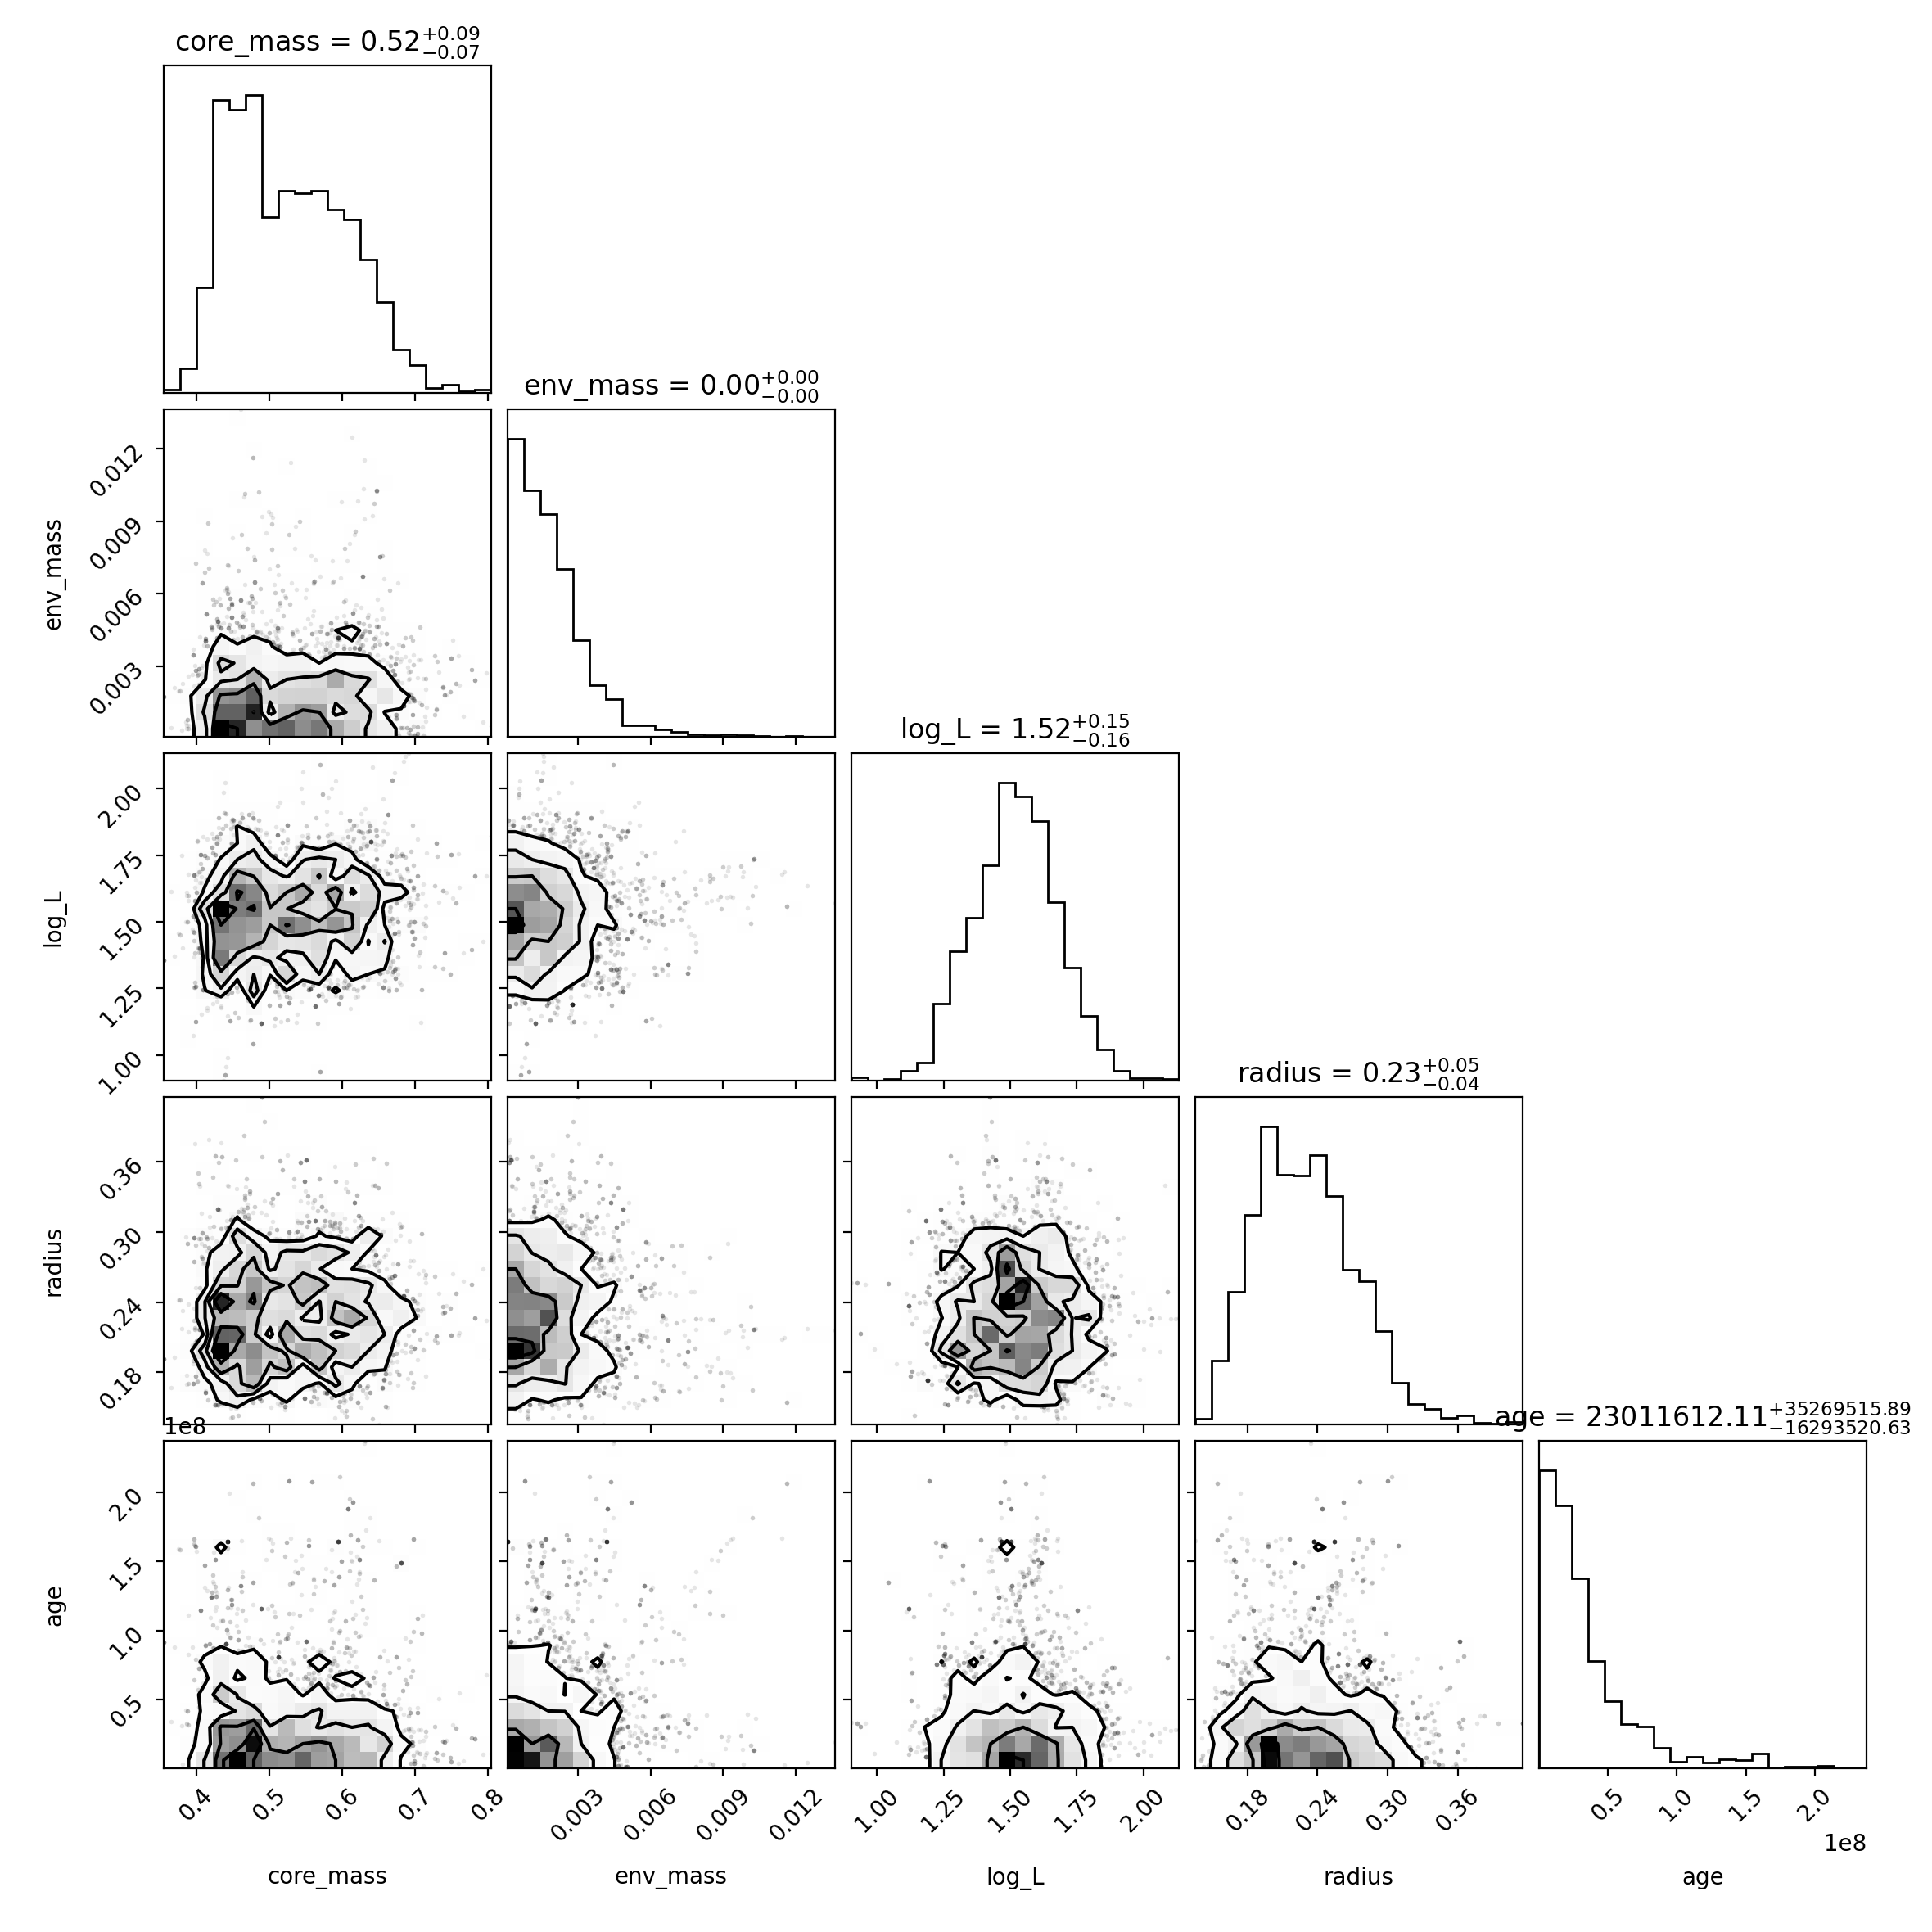 core_mass = 0.52+0.09−0.07
env_mass = 0.00+0.00−0.00
0.012
0.009
0.006
0.003
env_mass
log_L = 1.52+0.15−0.16
2.00
1.75
1.50
1.25
1.00
log_L
radius = 0.23+0.05−0.04
0.36
0.30
0.24
0.18
radius
1e8
age = 23011612.11+35269515.89−16293520.63
2.0
1.5
1.0
0.5
age
0.4 0.5 0.6 0.7 0.8 0.003 0.006 0.009 0.012 1.00 1.25 1.50 1.75 2.00 0.18 0.24 0.30 0.36 0.5 1.0 1.5 2.0
1e8
core_mass env_mass log_L radius age